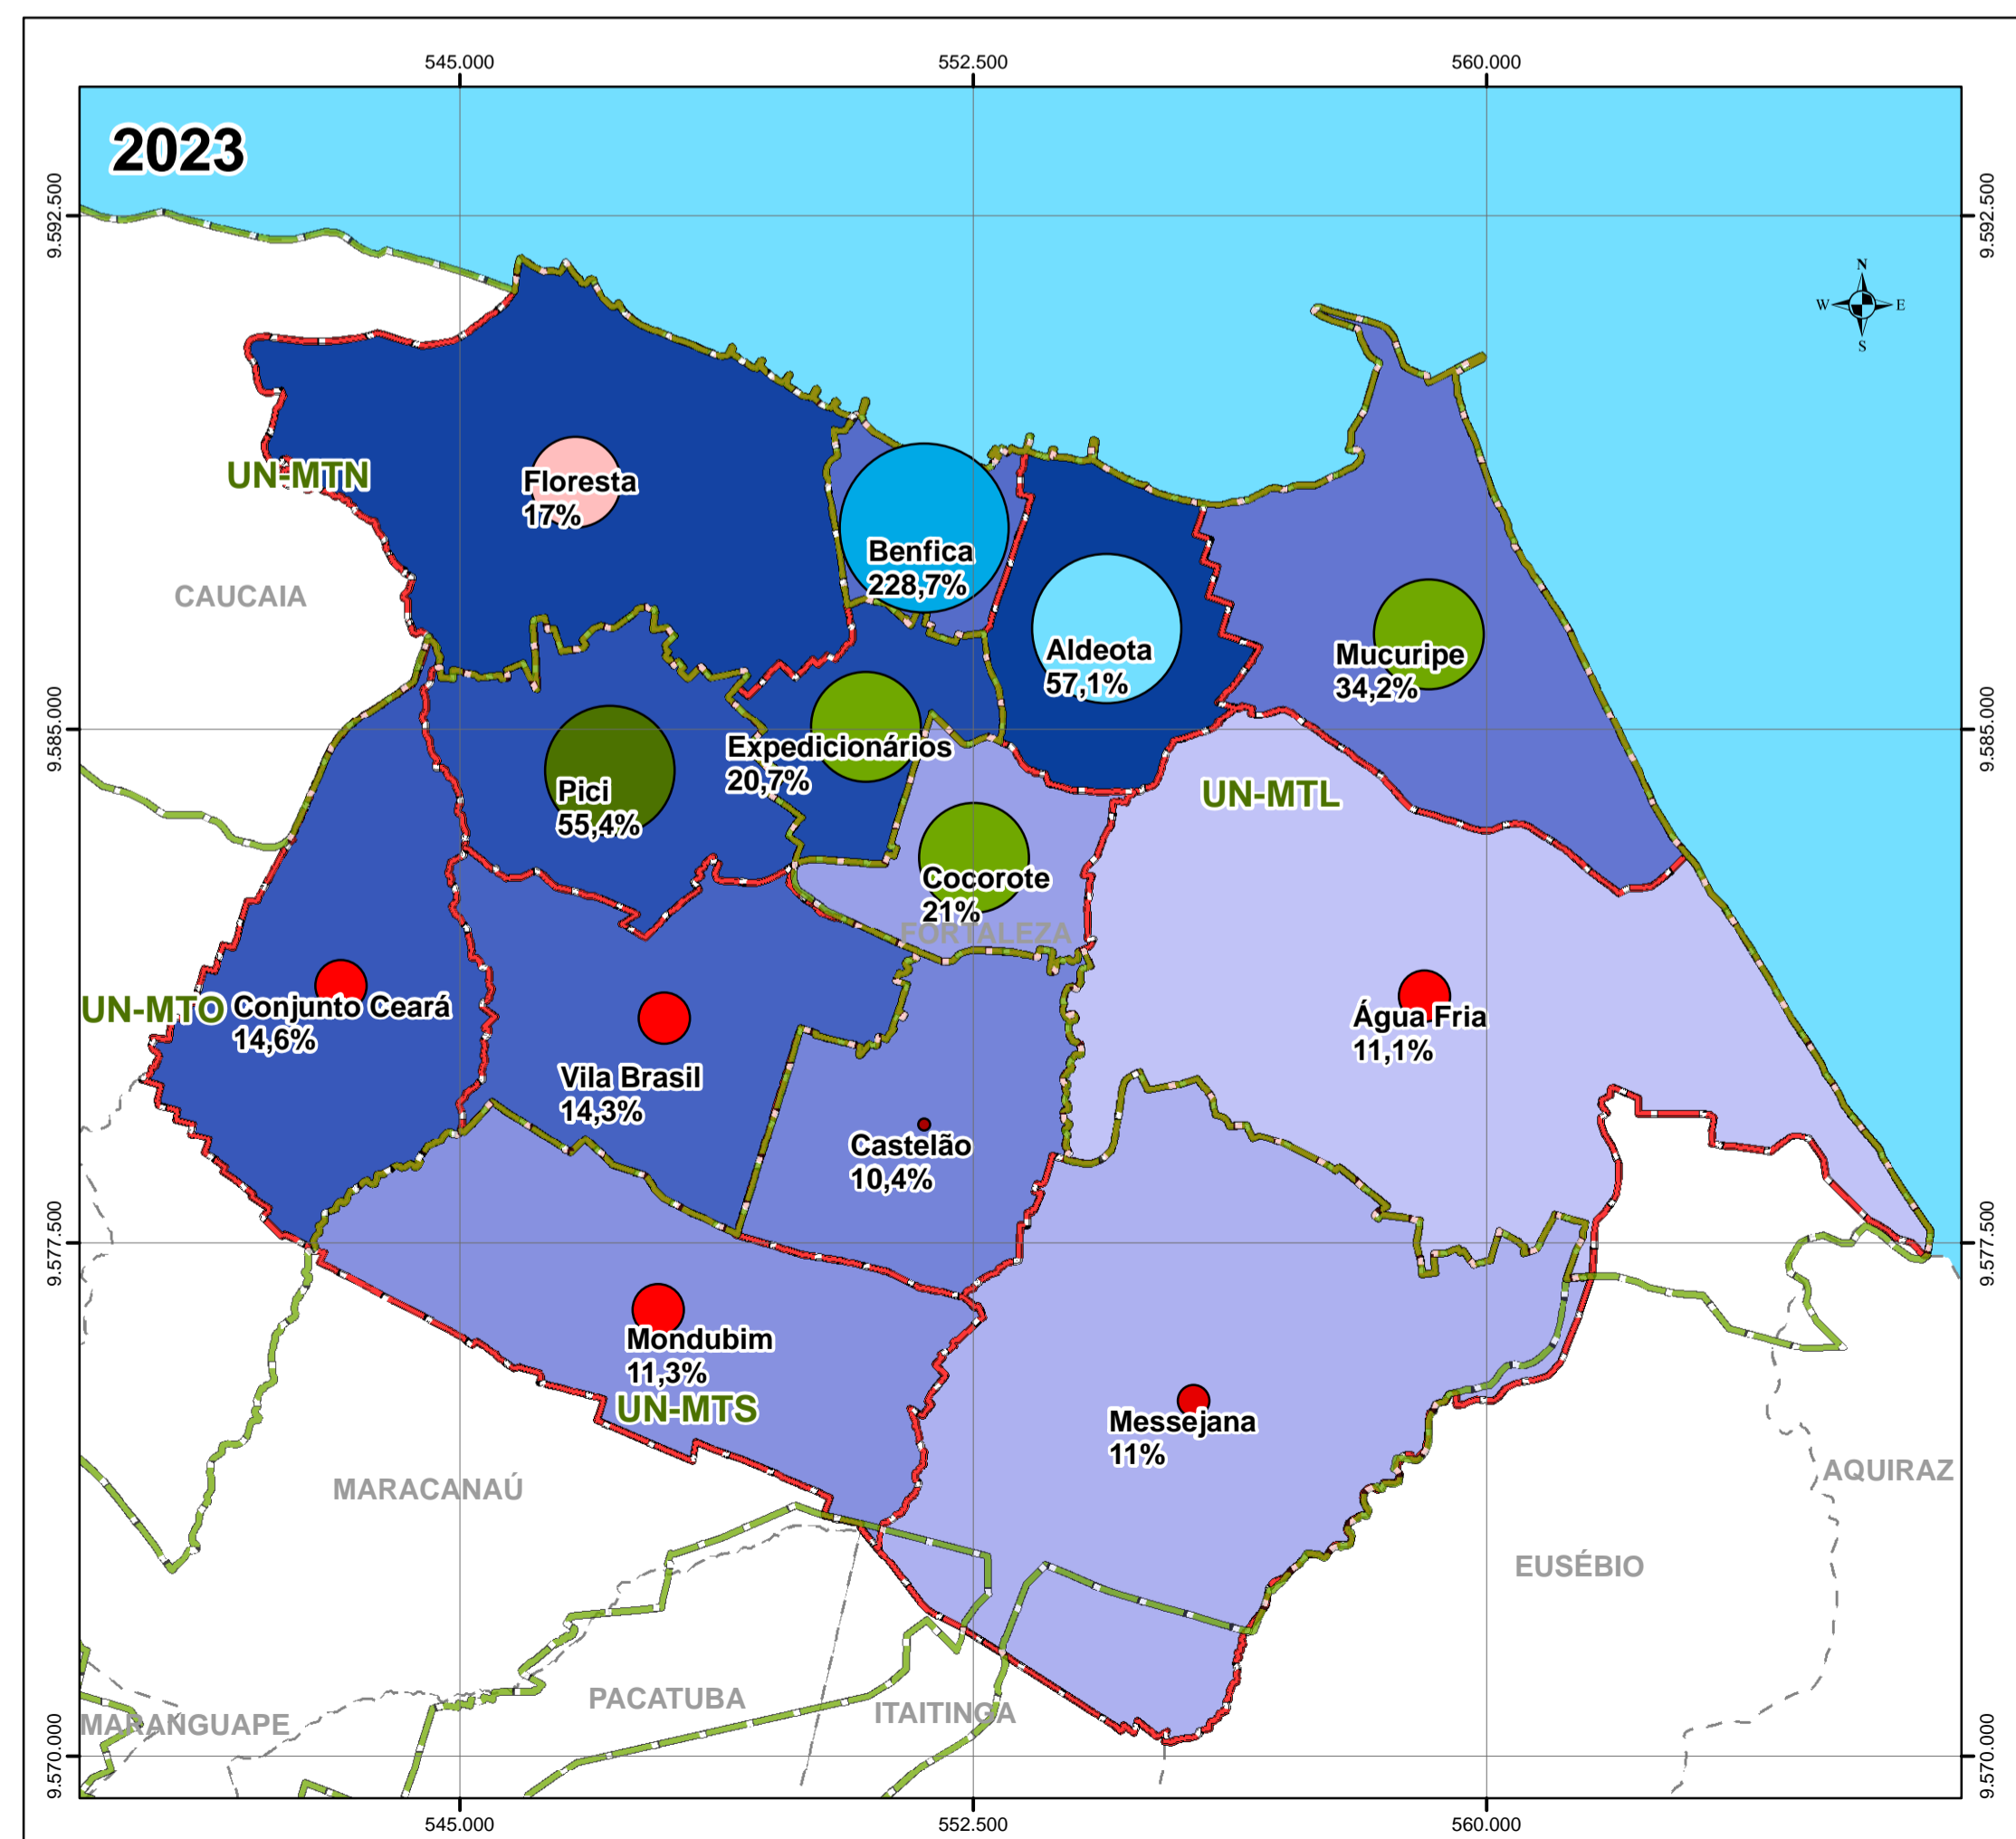 545.000 552.500 560.000
2023
9.592.500
9.592.500
N
W E
S
UN-MTN
Floresta
17%
Benfica
228,7%
CAUCAIA
Aldeota
57,1%
Mucuripe
34,2%
9.585.000
9.585.000
Expedicionários
20,7%
Pici
55,4%
UN-MTL
Cocorote
21%
FORTALEZA
UN-MTO
Conjunto Ceará
14,6%
Água Fria
11,1%
Vila Brasil
14,3%
Castelão
10,4%
9.577.500
9.577.500
Mondubim
11,3%
UN-MTS
Messejana
11%
MARACANAÚ
AQUIRAZ
EUSÉBIO
PACATUBA
ITAITINGA
MARANGUAPE
9.570.000
9.570.000
545.000 552.500 560.000